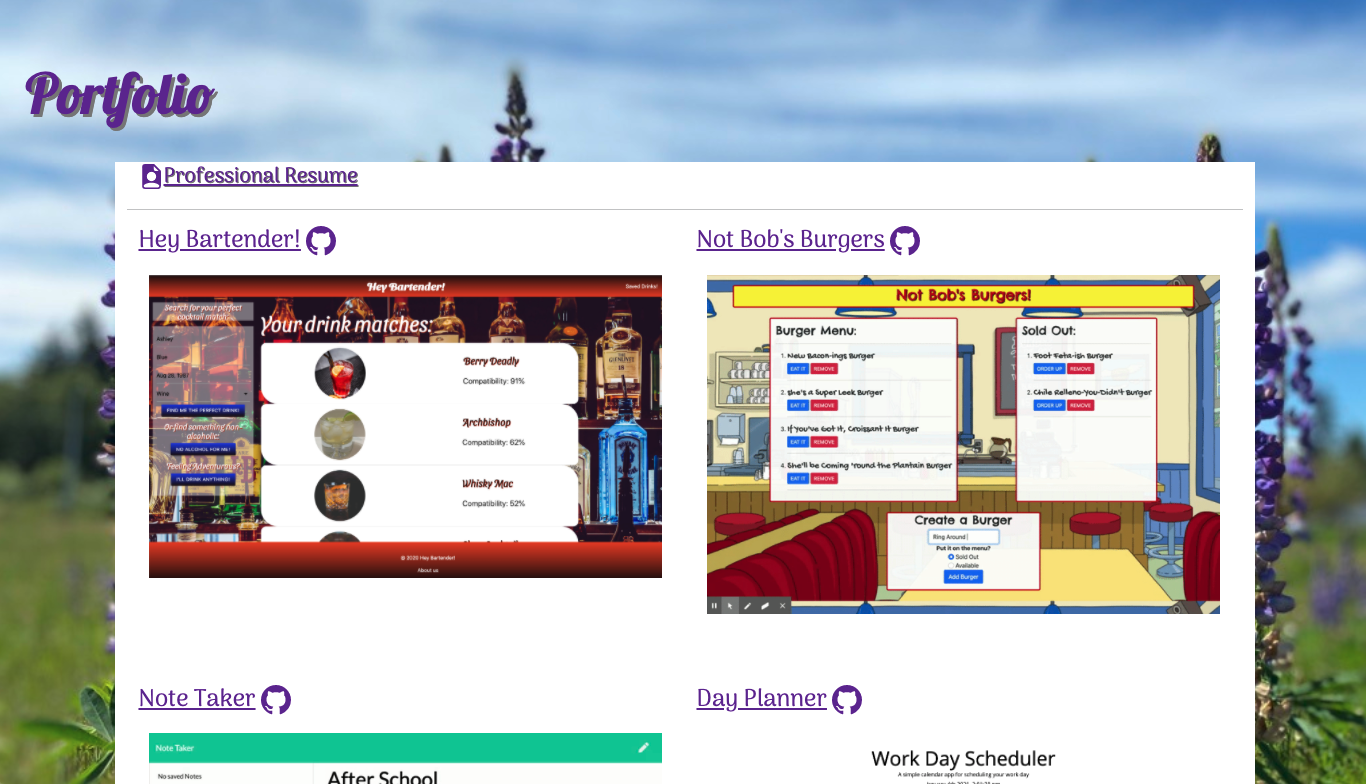 Portfolio
Professional Resume
Hey Bartender!
Not Bob's Burgers
Hey Bartender!
Saved Drinks!
Search for your perfect
cocktail match
Ashley
Blue
Wine
FIND ME THE PERFECT DRINK!
Or find something non-
alcoholic:
NO ALCOHOL FOR ME!
Feeling Adventurous?
I'LL DRINK ANYTHING!
Your drink matches:
Berry Deadly
Compatibility: 91%
Archbishop
Compatibility: 62%
Whisky Mac
Compatibility: 52%
© 2020 Hey Bartender!
About us
Not Bob's Burgers!
Burger Menu:
1. New Bacon-ings Burger
EAT IT REMOVE
2. She's a Super Leek Burger
EAT IT REMOVE
3. If You've Got It, Croissant It Burger
EAT IT REMOVE
4. She'll be Coming 'round the Plantain Burger
EAT IT REMOVE
Sold Out:
1. Foot Feta-ish Burger
ORDER UP REMOVE
2. Chile Relleno-You-Didn't Burger
ORDER UP REMOVE
Create a Burger
Ring Around
Put it on the menu?
Sold Out
Available
Add Burger
Note Taker
Day Planner
Note Taker
No saved Notes
After School
Work Day Scheduler
A simple calendar app for scheduling your work day